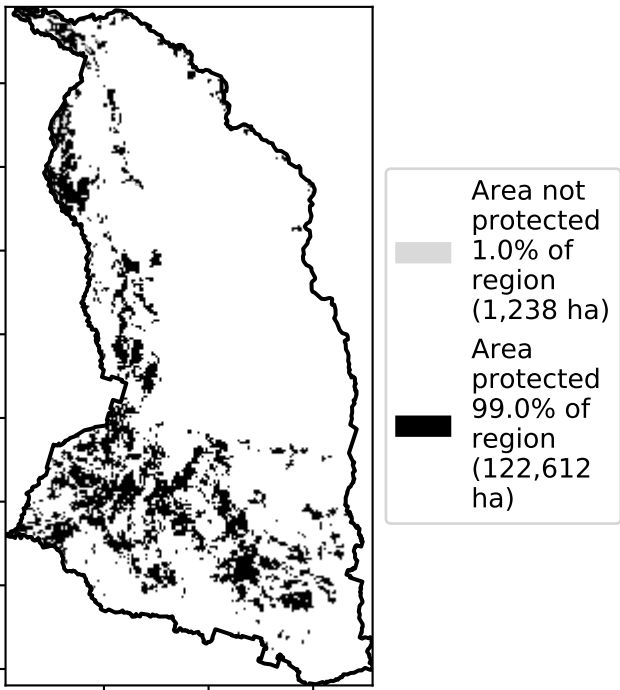 Area not
protected
1.0% of
region
(1,238 ha)
Area
protected
99.0% of
region
(122,612
ha)